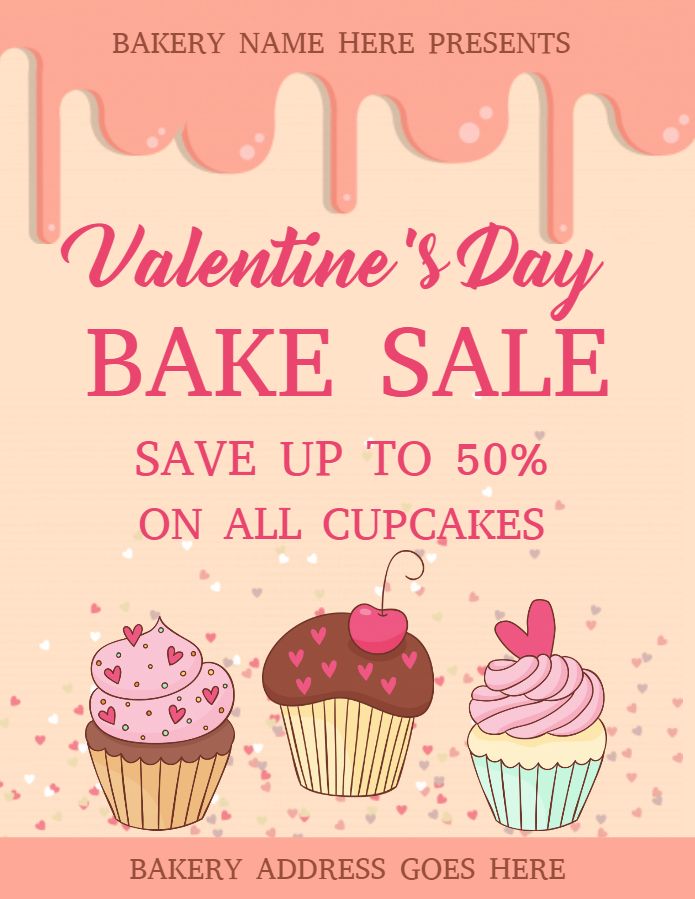 BAKERY NAME HERE PRESENTS
Valentine's Day
BAKE SALE
SAVE UP TO 50%
ON ALL CUPCAKES
BAKERY ADDRESS GOES HERE